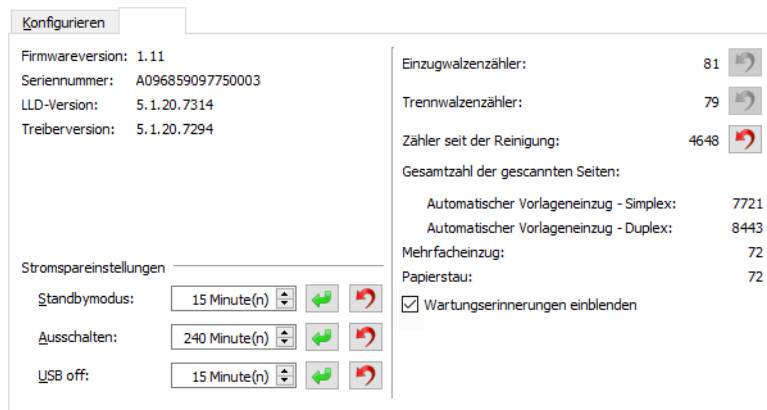 Konfigurieren
Firmwareversion: 1.11
Seriennummer: A096859097750003
LLD-Version: 5.1.20.7314
Treiberversion: 5.1.20.7294
Stromspareinstellungen
Standbymodus: 15 Minute(n)
Ausschalten: 240 Minute(n)
USB off: 15 Minute(n)
Einzugwalzenzähler: 81
Trennwalzenzähler: 79
Zähler seit der Reinigung: 4648
Gesamtzahl der gescannten Seiten:
Automatischer Vorlageneinzug - Simplex: 7721
Automatischer Vorlageneinzug - Duplex: 8443
Mehrfacheinzug: 72
Papierstau: 72
Wartungserinnerungen einblenden